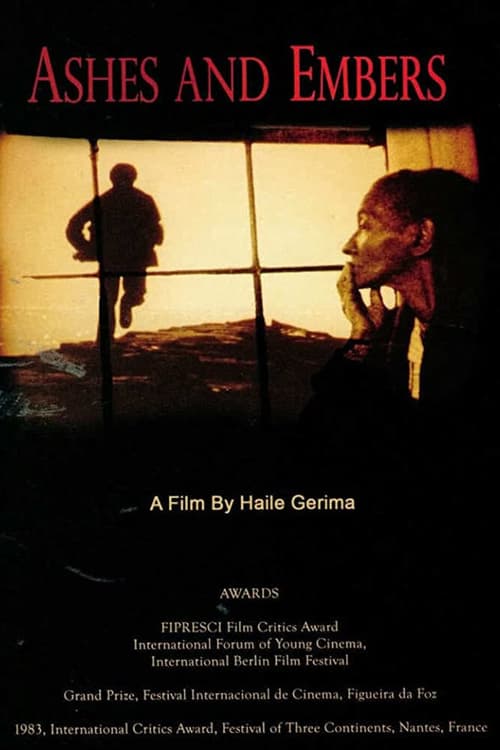 ASHES AND EMBERS
A Film By Haile Gerima
AWARDS
FIPRESCI Film Critics Award
International Forum of Young Cinema,
International Berlin Film Festival
Grand Prize, Festival Internacional de Cinema, Figueira da Foz
1983, International Critics Award, Festival of Three Continents, Nantes, France